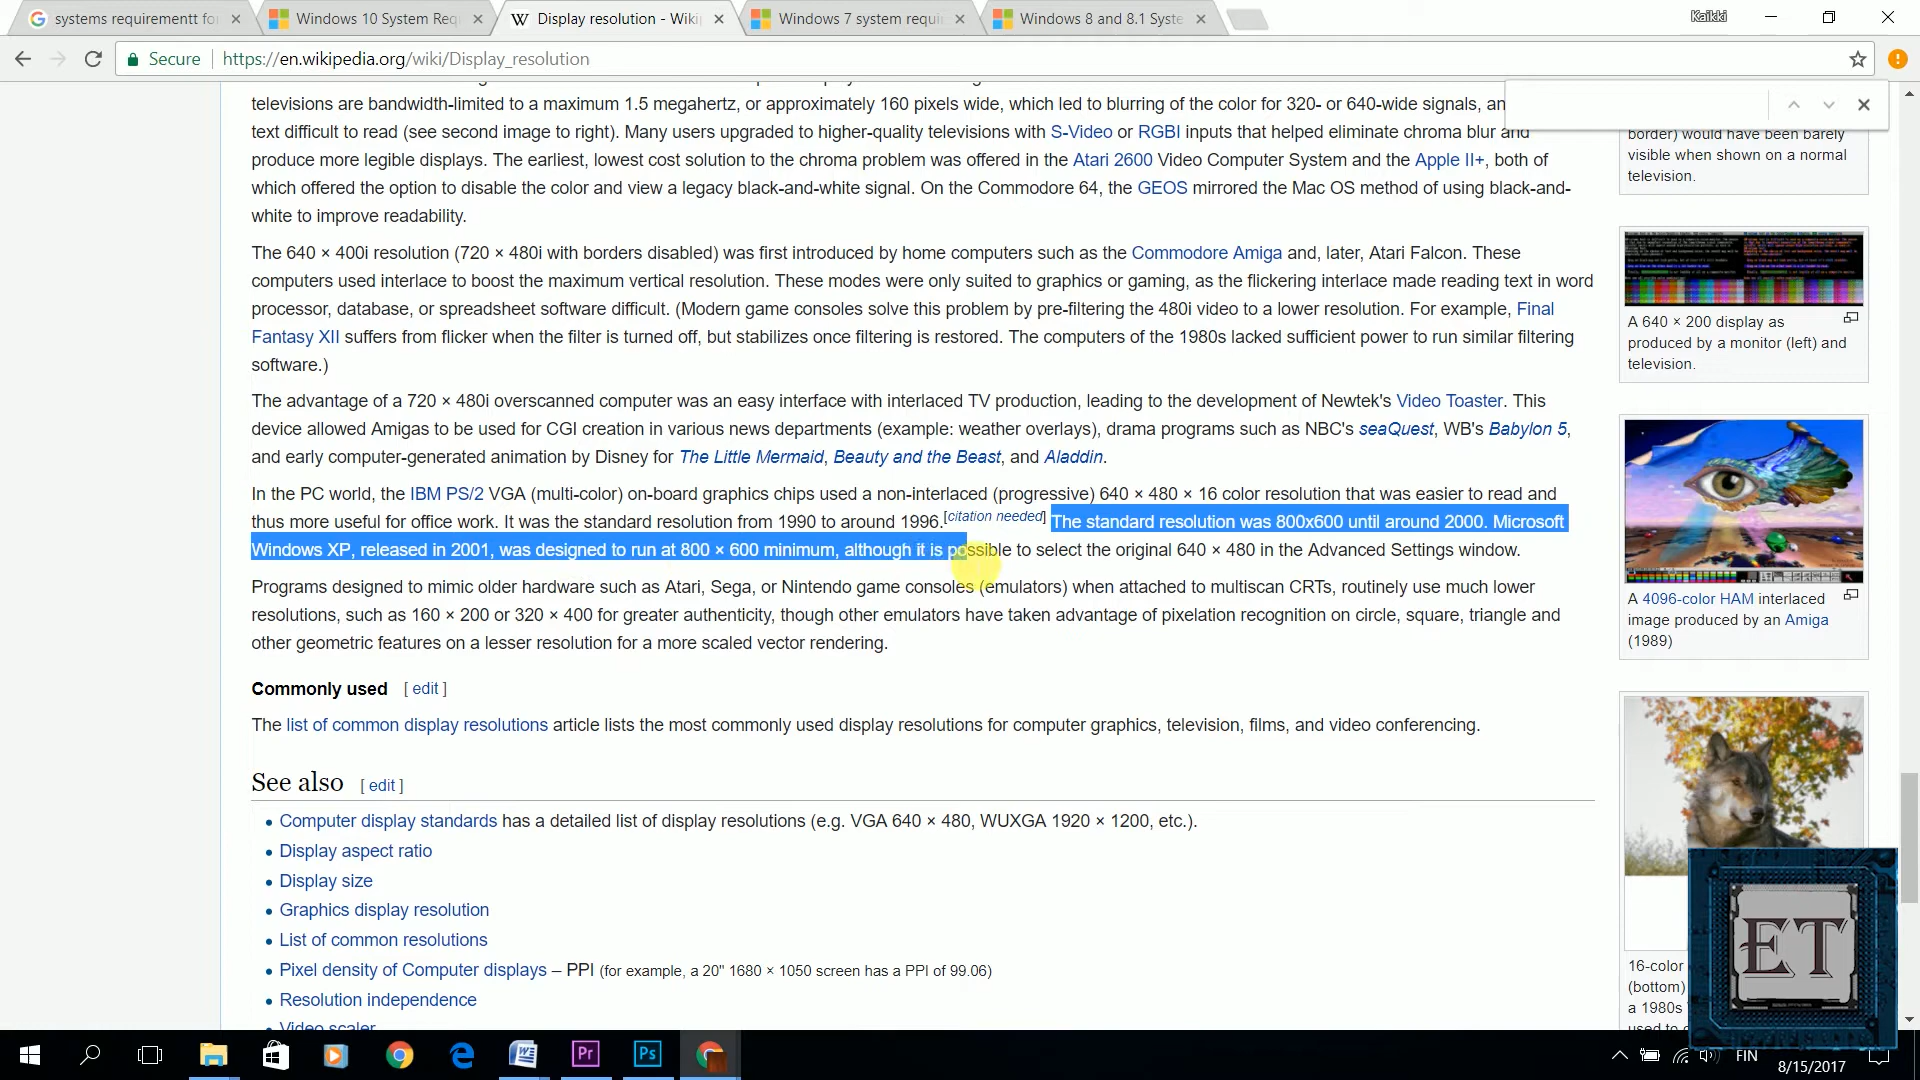 systems requirementt fo
Windows 10 System Req
Display resolution - Wiki
Windows 7 system requi
Windows 8 and 8.1 Syste
Kaikki
Secure
https://en.wikipedia.org/wiki/Display_resolution
televisions are bandwidth-limited to a maximum 1.5 megahertz, or approximately 160 pixels wide, which led to blurring of the color for 320- or 640-wide signals, an
text difficult to read (see second image to right). Many users upgraded to higher-quality televisions with S-Video or RGBI inputs that helped eliminate chroma blur and
produce more legible displays. The earliest, lowest cost solution to the chroma problem was offered in the Atari 2600 Video Computer System and the Apple II+, both of
which offered the option to disable the color and view a legacy black-and-white signal. On the Commodore 64, the GEOS mirrored the Mac OS method of using black-and-
white to improve readability.
The 640 × 400i resolution (720 × 480i with borders disabled) was first introduced by home computers such as the Commodore Amiga and, later, Atari Falcon. These
computers used interlace to boost the maximum vertical resolution. These modes were only suited to graphics or gaming, as the flickering interlace made reading text in word
processor, database, or spreadsheet software difficult. (Modern game consoles solve this problem by pre-filtering the 480i video to a lower resolution. For example, Final
Fantasy XII suffers from flicker when the filter is turned off, but stabilizes once filtering is restored. The computers of the 1980s lacked sufficient power to run similar filtering
software.)
The advantage of a 720 × 480i overscanned computer was an easy interface with interlaced TV production, leading to the development of Newtek's Video Toaster. This
device allowed Amigas to be used for CGI creation in various news departments (example: weather overlays), drama programs such as NBC's seaQuest, WB's Babylon 5,
and early computer-generated animation by Disney for The Little Mermaid, Beauty and the Beast, and Aladdin.
In the PC world, the IBM PS/2 VGA (multi-color) on-board graphics chips used a non-interlaced (progressive) 640 × 480 × 16 color resolution that was easier to read and
thus more useful for office work. It was the standard resolution from 1990 to around 1996.[citation needed] The standard resolution was 800x600 until around 2000. Microsoft
Windows XP, released in 2001, was designed to run at 800 × 600 minimum, although it is possible to select the original 640 × 480 in the Advanced Settings window.
Programs designed to mimic older hardware such as Atari, Sega, or Nintendo game consoles (emulators) when attached to multiscan CRTs, routinely use much lower
resolutions, such as 160 × 200 or 320 × 400 for greater authenticity, though other emulators have taken advantage of pixelation recognition on circle, square, triangle and
other geometric features on a lesser resolution for a more scaled vector rendering.
Commonly used [ edit ]
The list of common display resolutions article lists the most commonly used display resolutions for computer graphics, television, films, and video conferencing.
See also [ edit ]
• Computer display standards has a detailed list of display resolutions (e.g. VGA 640 × 480, WUXGA 1920 × 1200, etc.).
• Display aspect ratio
• Display size
• Graphics display resolution
• List of common resolutions
• Pixel density of Computer displays – PPI (for example, a 20" 1680 × 1050 screen has a PPI of 99.06)
• Resolution independence
• Video scaler
border) would have been barely
visible when shown on a normal
television.
A 640 × 200 display as
produced by a monitor (left) and
television.
A 4096-color HAM interlaced
image produced by an Amiga
(1989)
16-color
(bottom)
a 1980s
used to
ET
W
Pr
Ps
FIN
8/15/2017